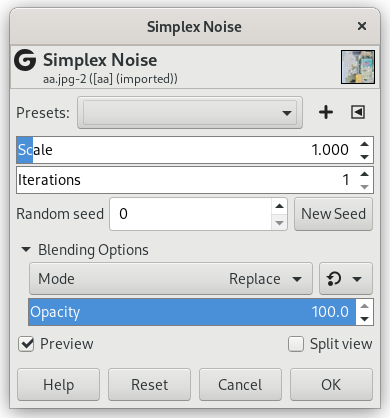 Simplex Noise
Simplex Noise
aa.jpg-2 ([aa] (imported))
Presets:
Scale 1.000
Iterations 1
Random seed 0 New Seed
Blending Options
Mode Replace
Opacity 100.0
Preview Split view
Help Reset Cancel OK